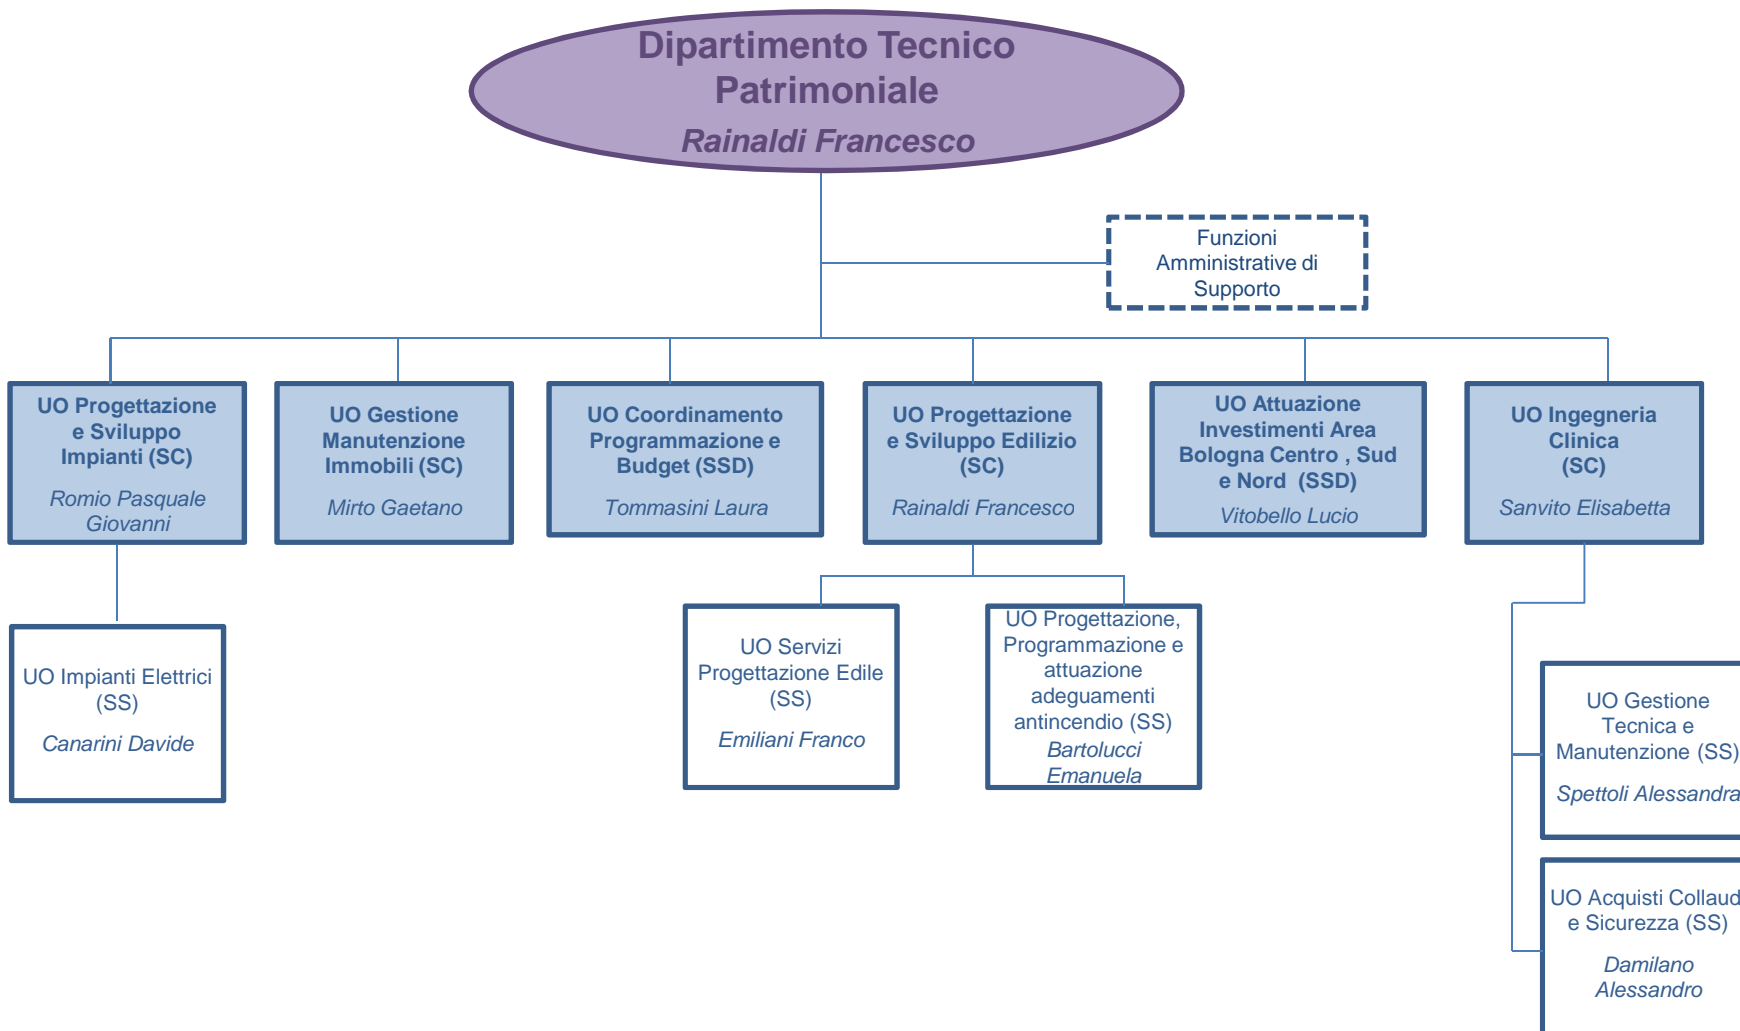 Dipartimento Tecnico
Patrimoniale
Rainaldi Francesco
Funzioni
Amministrative di
Supporto
UO Progettazione
e Sviluppo
Impianti (SC)
Romio Pasquale
Giovanni
UO Gestione
Manutenzione
Immobili (SC)
Mirto Gaetano
UO Coordinamento
Programmazione e
Budget (SSD)
Tommasini Laura
UO Progettazione
e Sviluppo Edilizio
(SC)
Rainaldi Francesco
UO Attuazione
Investimenti Area
Bologna Centro , Sud
e Nord (SSD)
Vitobello Lucio
UO Ingegneria
Clinica
(SC)
Sanvito Elisabetta
UO Impianti Elettrici
(SS)
Canarini Davide
UO Servizi
Progettazione Edile
(SS)
Emiliani Franco
UO Progettazione,
Programmazione e
attuazione
adeguamenti
antincendio (SS)
Bartolucci
Emanuela
UO Gestione
Tecnica e
Manutenzione (SS)
Spettoli Alessandra
UO Acquisti Collaud
e Sicurezza (SS)
Damilano
Alessandro